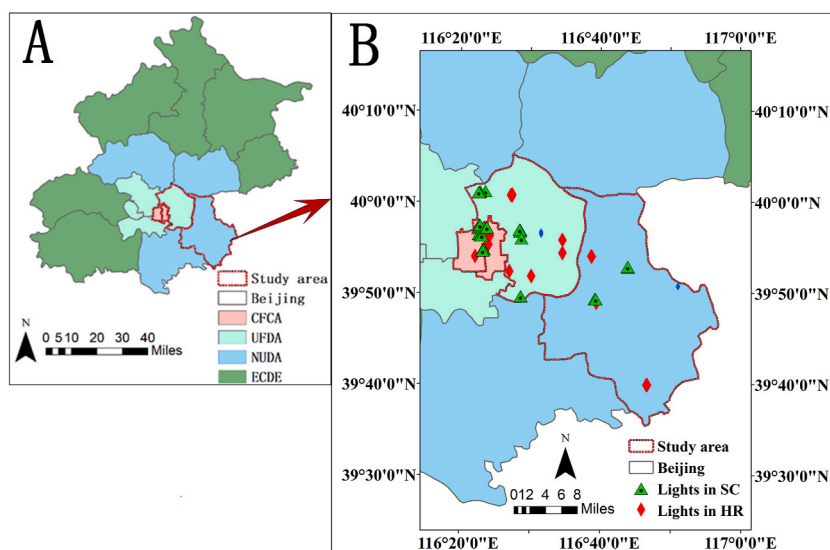 A
N
0 5 10 20 30 40
Miles
Study area
Beijing
CFCA
UFDA
NUDA
ECDE
B
116°20'0"E 116°40'0"E 117°0'0"E
40°10'0"N 40°10'0"N
40°0'0"N 40°0'0"N
39°50'0"N 39°50'0"N
39°40'0"N 39°40'0"N
39°30'0"N 39°30'0"N
N
0 1 2 4 6 8
Miles
Study area
Beijing
Lights in SC
Lights in HR
116°20'0"E 116°40'0"E 117°0'0"E